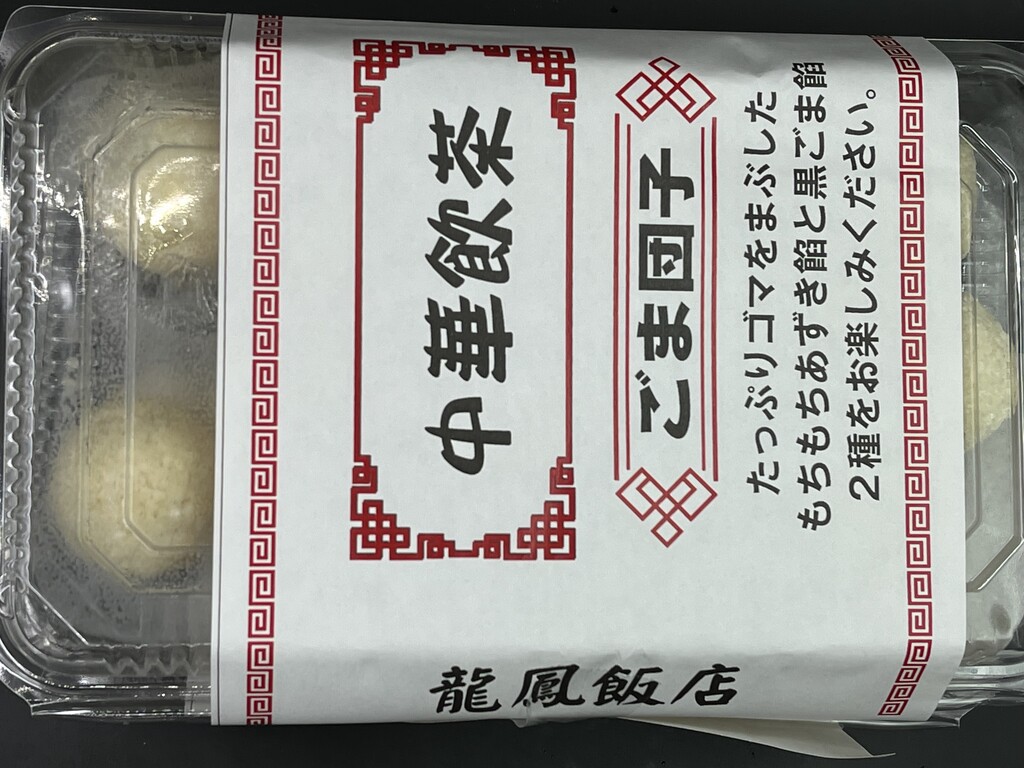 中華飲菜
ごま団子
たっぷりゴマをまぶした
もちもちあずき餡と黒ごま餡
2種をお楽しみください。
龍鳳飯店